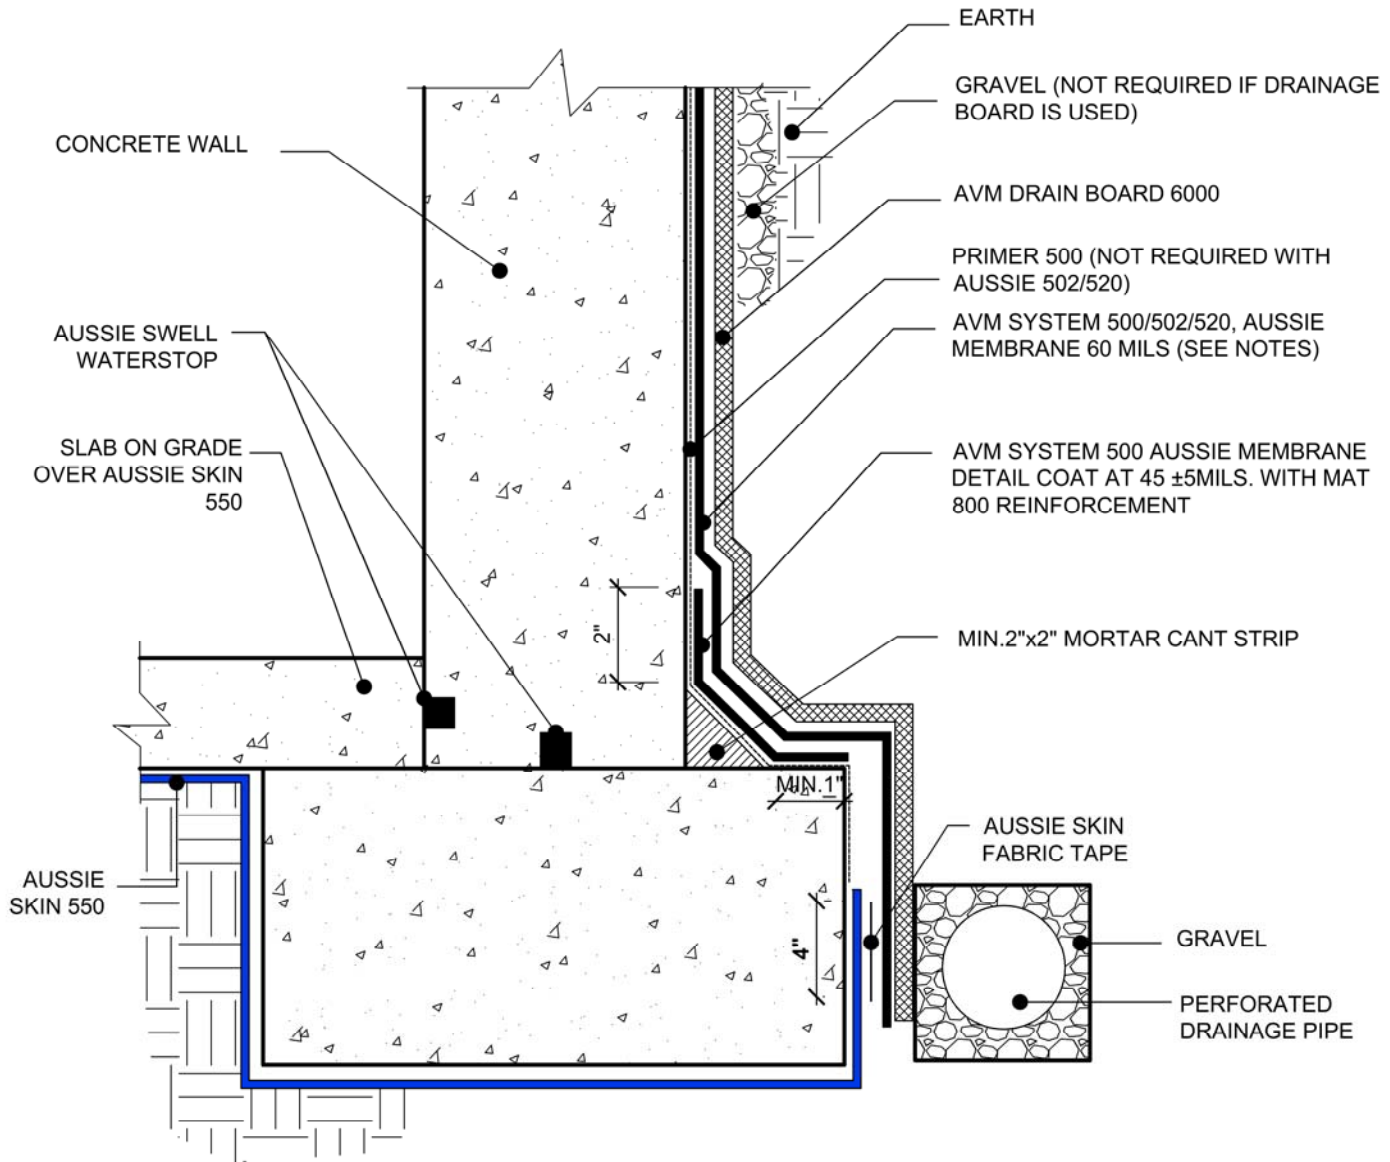 EARTH
GRAVEL (NOT REQUIRED IF DRAINAGE
BOARD IS USED)
CONCRETE WALL
AVM DRAIN BOARD 6000
PRIMER 500 (NOT REQUIRED WITH
AUSSIE 502/520)
AUSSIE SWELL
WATERSTOP
AVM SYSTEM 500/502/520, AUSSIE
MEMBRANE 60 MILS (SEE NOTES)
SLAB ON GRADE
OVER AUSSIE SKIN
550
AVM SYSTEM 500 AUSSIE MEMBRANE
DETAIL COAT AT 45 ±5MILS. WITH MAT
800 REINFORCEMENT
2"
MIN.2"x2" MORTAR CANT STRIP
MIN.1"
AUSSIE SKIN
FABRIC TAPE
AUSSIE
SKIN 550
4"
GRAVEL
PERFORATED
DRAINAGE PIPE